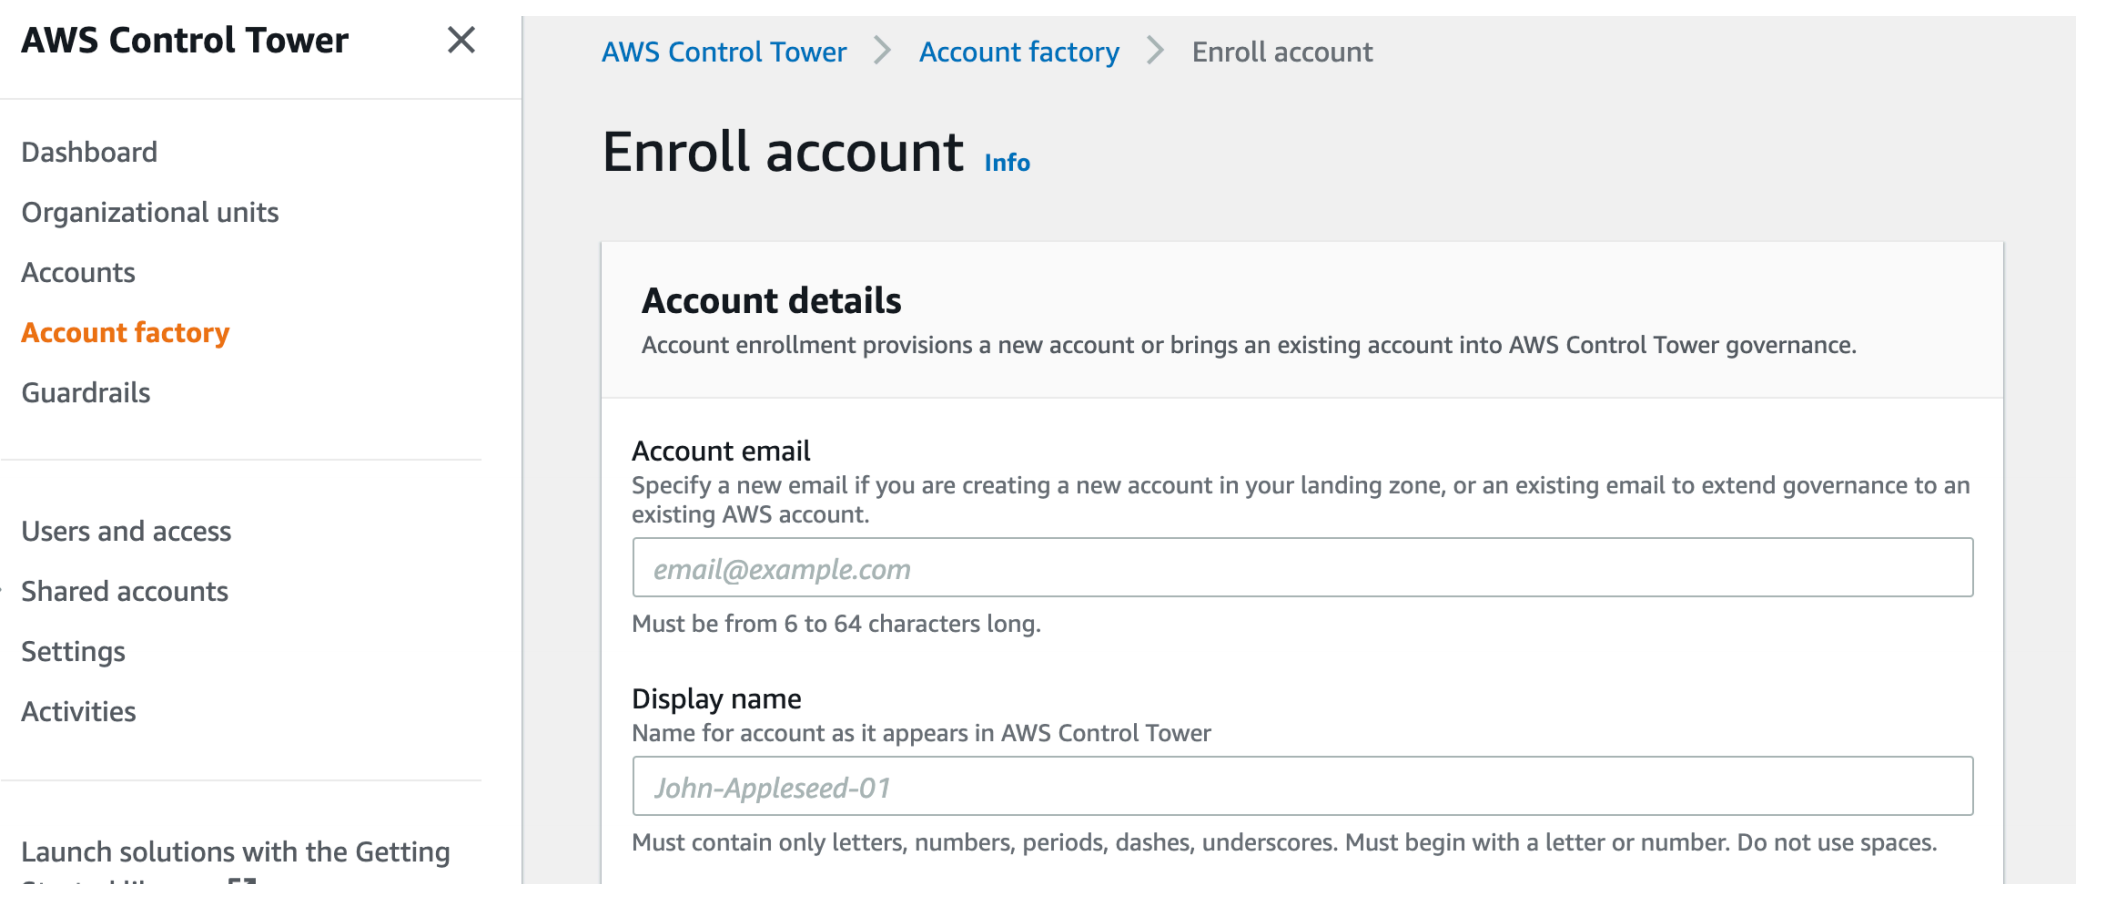 AWS Control Tower
Dashboard
Organizational units
Accounts
Account factory
Guardrails
Users and access
Shared accounts
Settings
Activities
Launch solutions with the Getting
AWS Control Tower > Account factory > Enroll account
Enroll account Info
Account details
Account enrollment provisions a new account or brings an existing account into AWS Control Tower governance.
Account email
Specify a new email if you are creating a new account in your landing zone, or an existing email to extend governance to an
existing AWS account.
email@example.com
Must be from 6 to 64 characters long.
Display name
Name for account as it appears in AWS Control Tower
John-Appleseed-01
Must contain only letters, numbers, periods, dashes, underscores. Must begin with a letter or number. Do not use spaces.